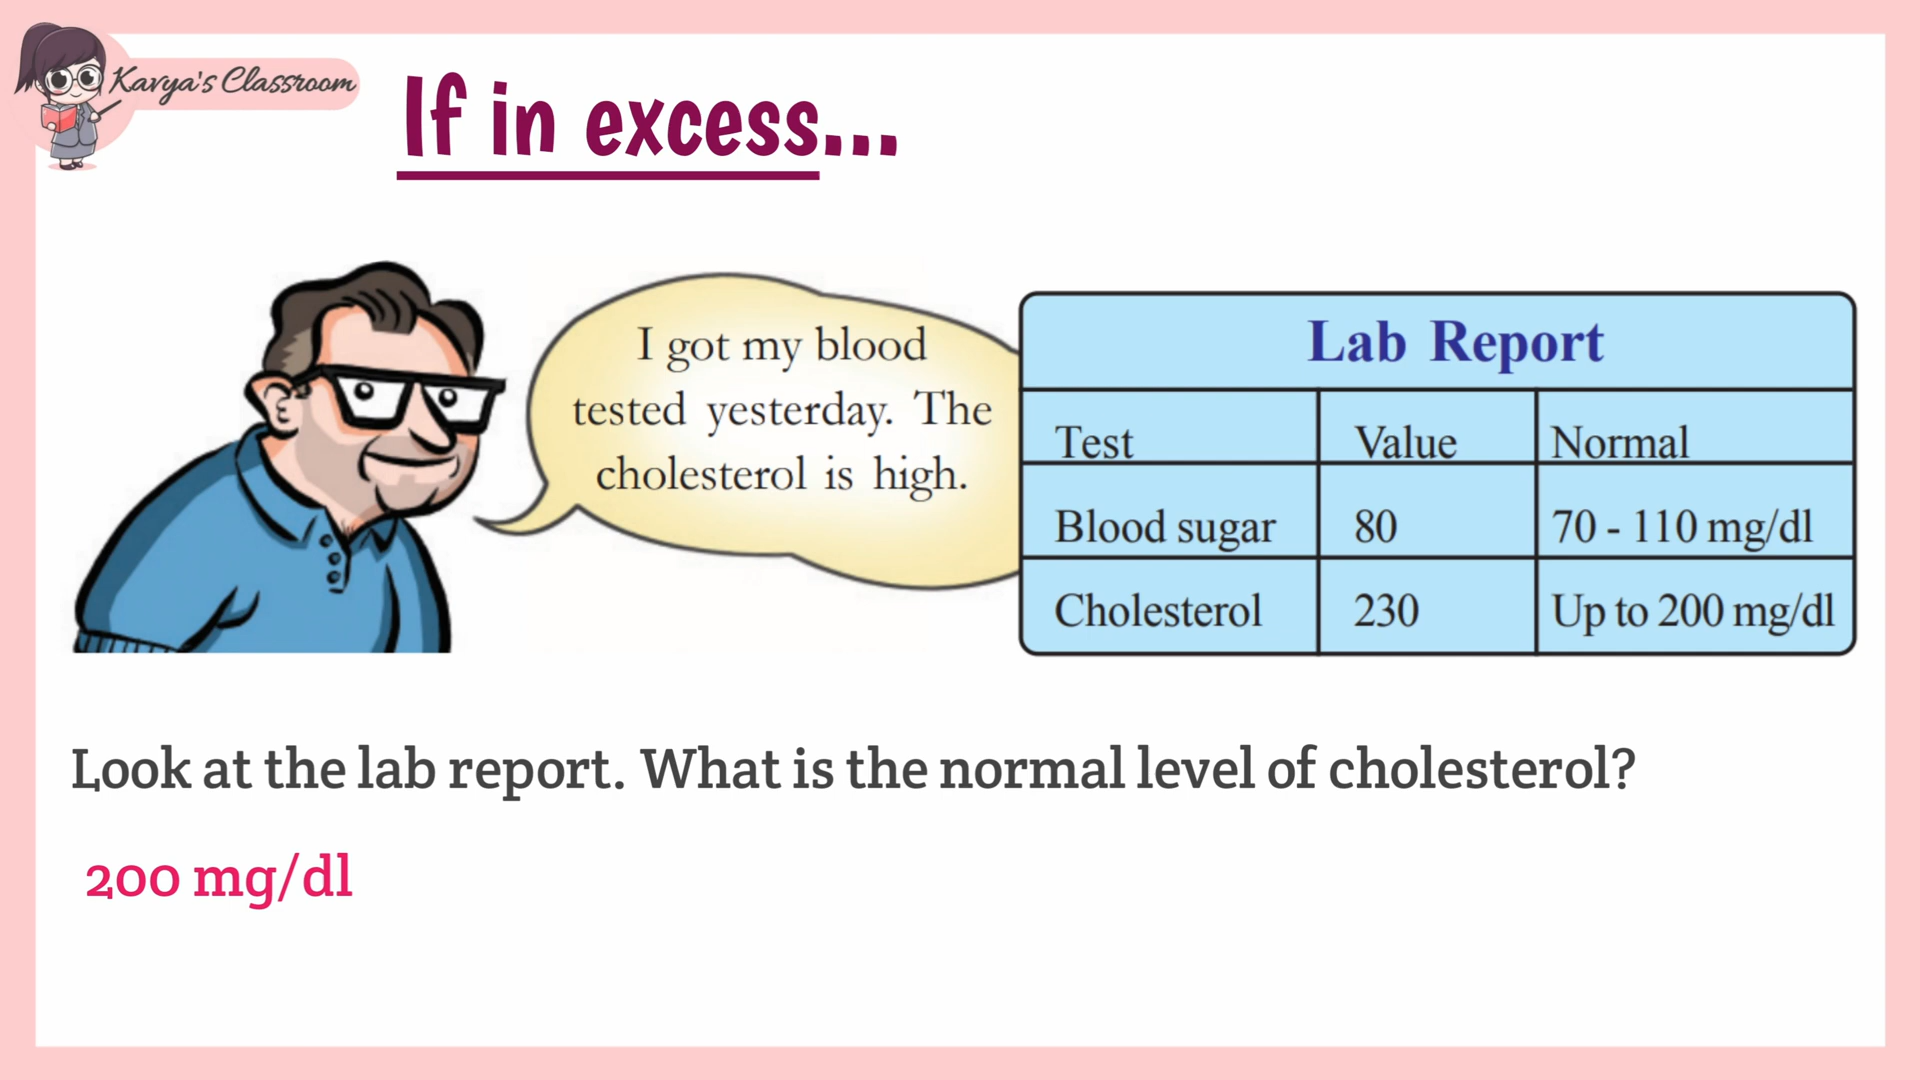 Kavya's Classroom
If in excess...
I got my blood
tested yesterday. The
cholesterol is high.
Lab Report
Test Value Normal
Blood sugar 80 70 - 110 mg/dl
Cholesterol 230 Up to 200 mg/dl
Look at the lab report. What is the normal level of cholesterol?
200 mg/dl